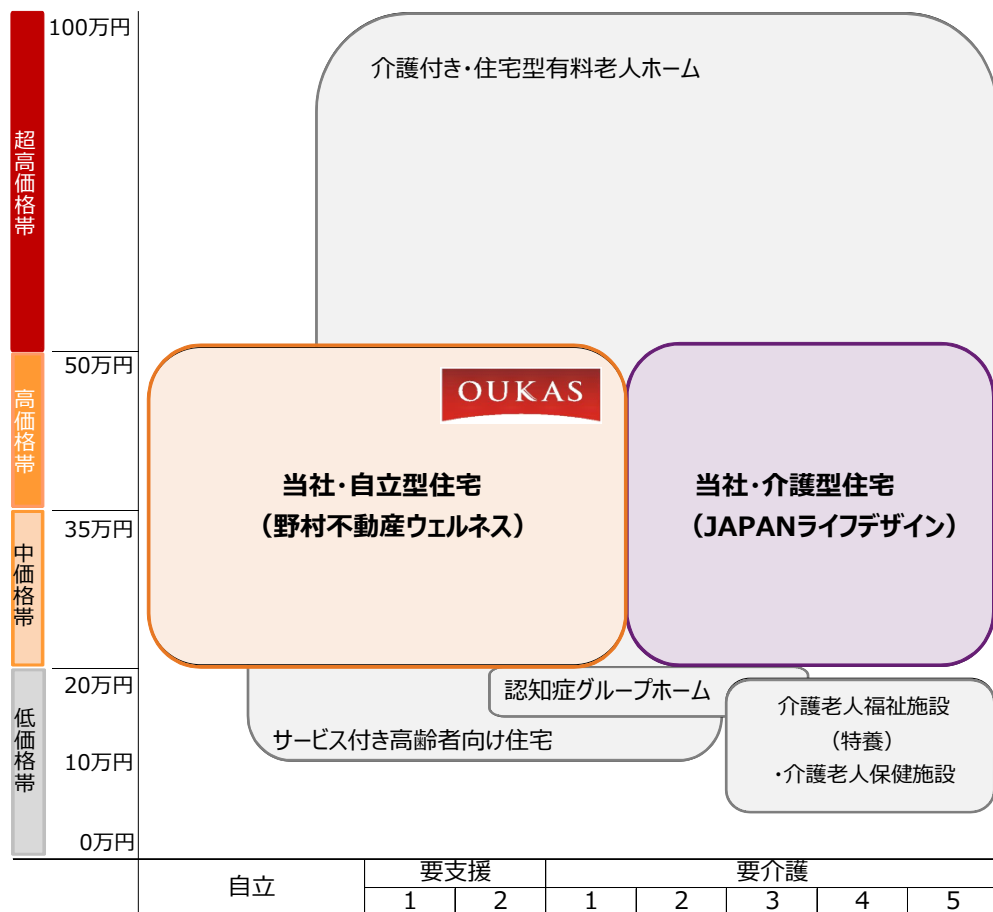 100万円
介護付き・住宅型有料老人ホーム
超高価格帯
50万円
高価格帯
OUKAS
当社・自立型住宅
（野村不動産ウェルネス）
当社・介護型住宅
（JAPANライフデザイン）
35万円
中価格帯
20万円
認知症グループホーム
介護老人福祉施設
（特養）
・介護老人保健施設
サービス付き高齢者向け住宅
低価格帯
10万円
0万円
自立
要支援
要介護
1 2 1 2 3 4 5